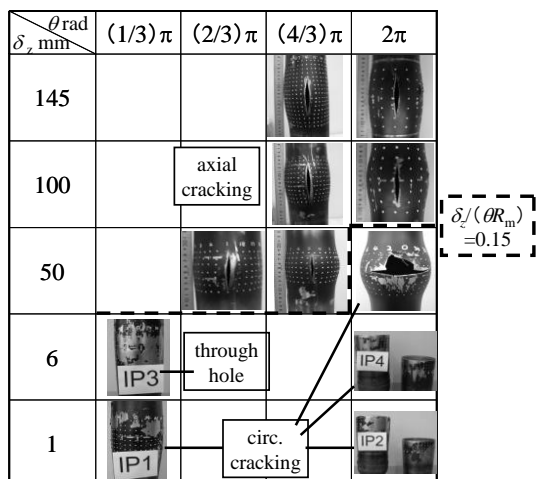 θ rad
δz mm
(1/3)π
(2/3)π
(4/3)π
2π
145
100
axial
cracking
δz/(θRm)
=0.15
50
6
IP3
through
hole
IP4
1
IP1
circ.
cracking
IP2